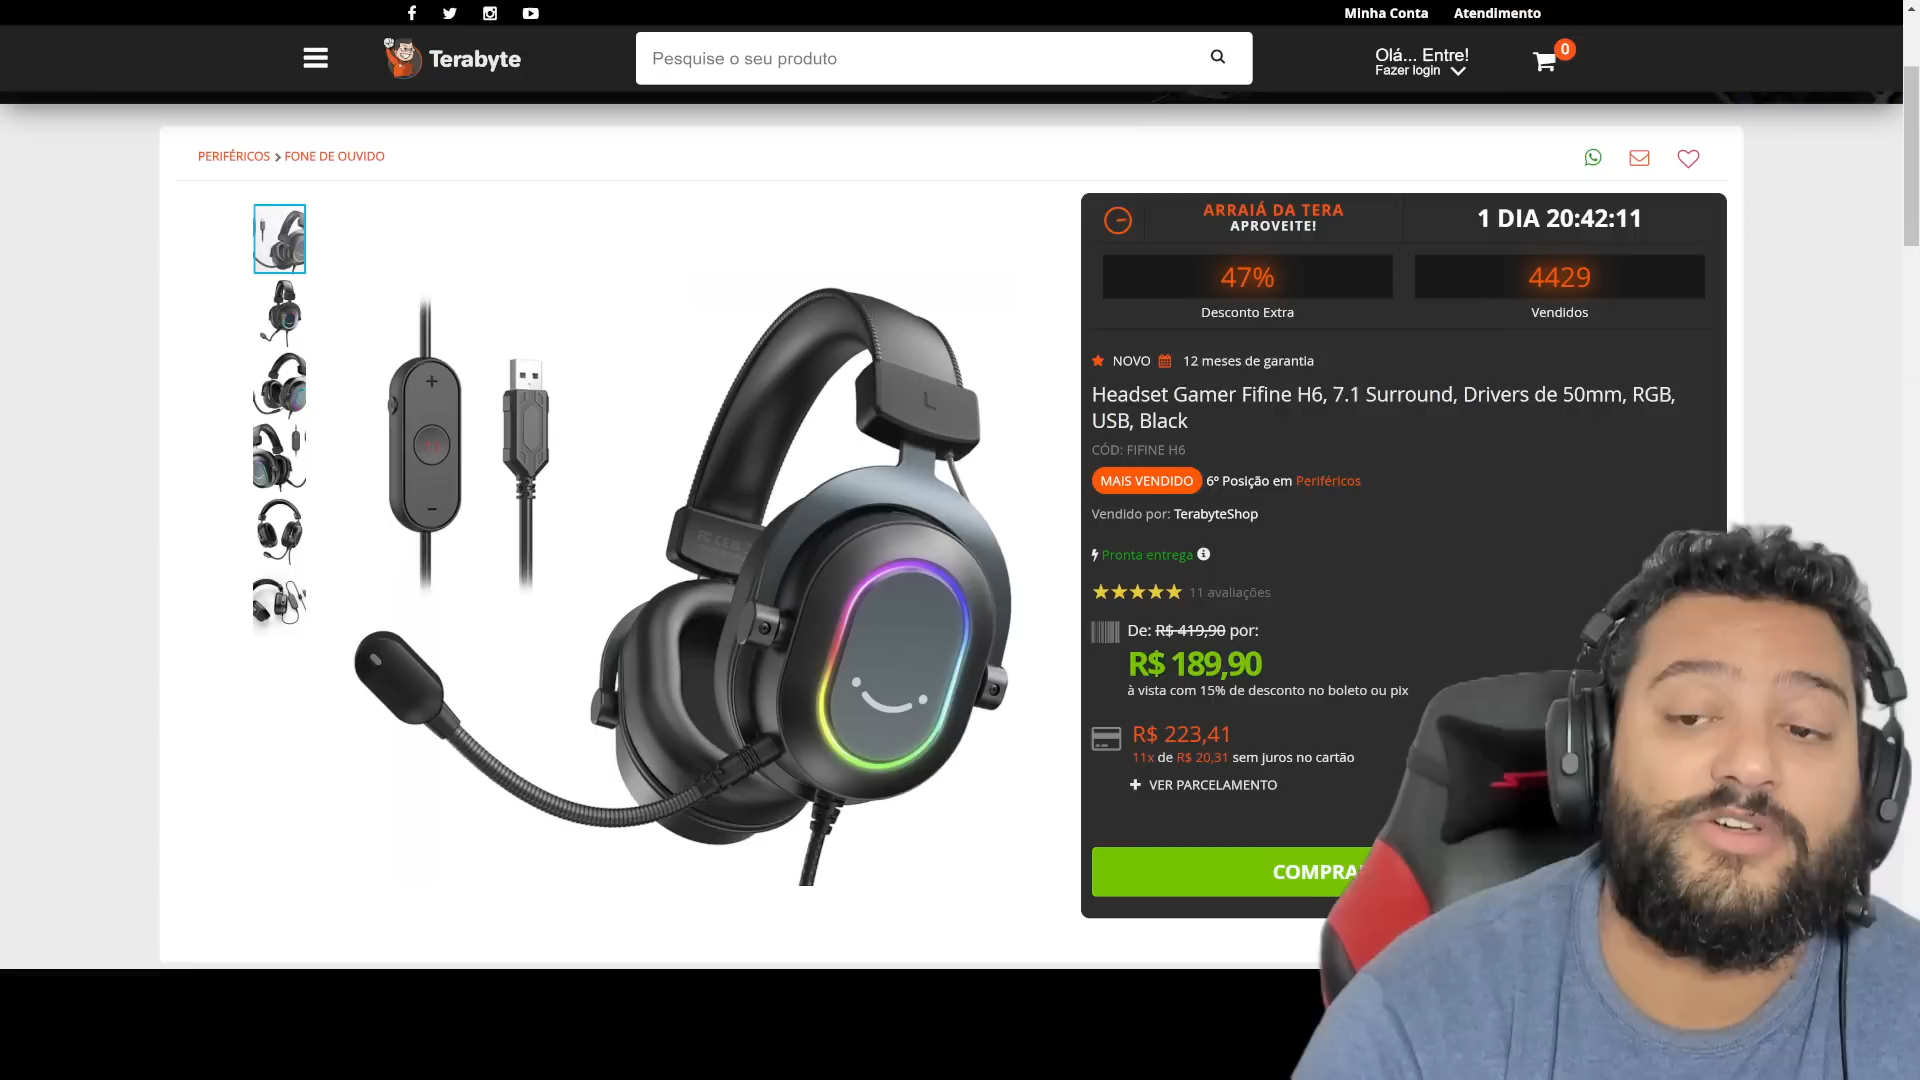 Minha Conta
Atendimento
Terabyte
Pesquise o seu produto
Olá... Entre!
Fazer login
0
PERIFÉRICOS > FONE DE OUVIDO
ARRAIÁ DA TERA
APROVEITE!
1 DIA 20:42:11
47%
Desconto Extra
4429
Vendidos
NOVO 12 meses de garantia
Headset Gamer Fifine H6, 7.1 Surround, Drivers de 50mm, RGB,
USB, Black
CÓD: FIFINE H6
MAIS VENDIDO 6º Posição em Periféricos
Vendido por: TerabyteShop
Pronta entrega
11 avaliações
De: R$ 419,90 por:
R$ 189,90
à vista com 15% de desconto no boleto ou pix
R$ 223,41
11x de R$ 20,31 sem juros no cartão
+ VER PARCELAMENTO
COMPRA
L